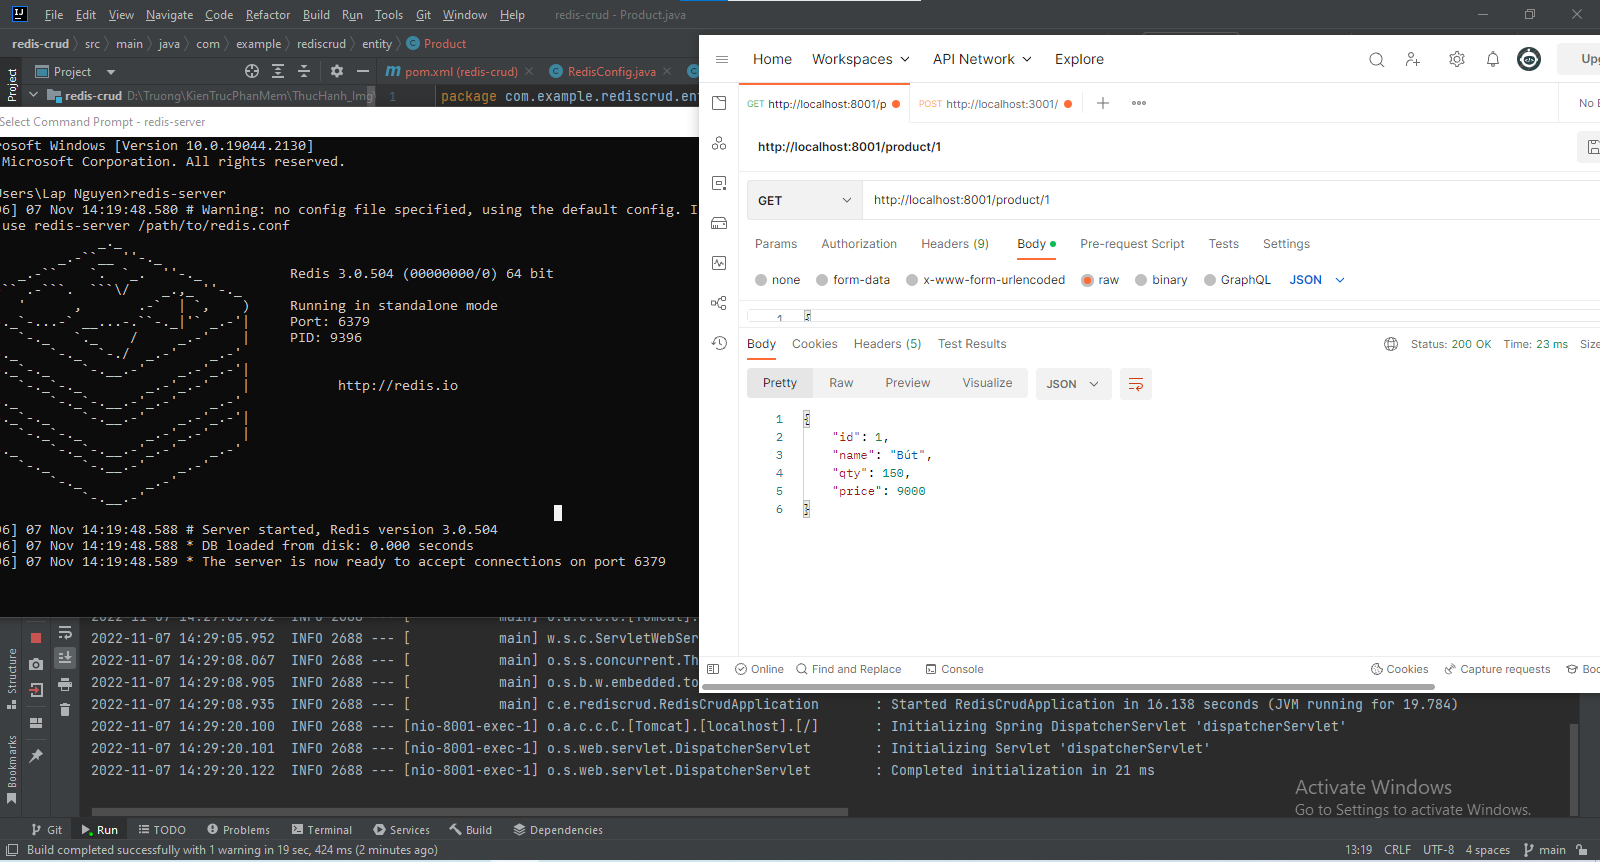 File Edit View Navigate Code Refactor Build Run Tools Git Window Help redis-crud - Product.java
redis-crud src main java com example rediscrud entity Product
Project
Project
pom.xml (redis-crud) RedisConfig.java
redis-crud D:\Truong\KienTrucPhanMem\ThucHanh_Img
1 package com.example.rediscrud.ent
Select Command Prompt - redis-server
rosoft Windows [Version 10.0.19044.2130]
Microsoft Corporation. All rights reserved.
sers\Lap Nguyen>redis-server
96] 07 Nov 14:19:48.580 # Warning: no config file specified, using the default config. I
use redis-server /path/to/redis.conf
Redis 3.0.504 (00000000/0) 64 bit
Running in standalone mode
Port: 6379
PID: 9396
http://redis.io
96] 07 Nov 14:19:48.588 # Server started, Redis version 3.0.504
96] 07 Nov 14:19:48.588 * DB loaded from disk: 0.000 seconds
96] 07 Nov 14:19:48.589 * The server is now ready to accept connections on port 6379
Home Workspaces API Network Explore
Upg
GET http://localhost:8001/p POST http://localhost:3001/
No E
http://localhost:8001/product/1
GET http://localhost:8001/product/1
Params Authorization Headers (9) Body Pre-request Script Tests Settings
none form-data x-www-form-urlencoded raw binary GraphQL JSON
1 {
Body Cookies Headers (5) Test Results
Status: 200 OK Time: 23 ms Size
Pretty Raw Preview Visualize JSON
1 {
2 "id": 1,
3 "name": "Bút",
4 "qty": 150,
5 "price": 9000
6 }
Online Find and Replace Console
Cookies Capture requests Boo
Structure
Bookmarks
main] o.a.c.c.C.[Tomcat].
2022-11-07 14:29:05.952 INFO 2688 --- [ main] w.s.c.ServletWebSer
2022-11-07 14:29:08.067 INFO 2688 --- [ main] o.s.s.concurrent.Th
2022-11-07 14:29:08.905 INFO 2688 --- [ main] o.s.b.w.embedded.to
2022-11-07 14:29:08.935 INFO 2688 --- [ main] c.e.rediscrud.RedisCrudApplication : Started RedisCrudApplication in 16.138 seconds (JVM running for 19.784)
2022-11-07 14:29:20.100 INFO 2688 --- [nio-8001-exec-1] o.a.c.c.C.[Tomcat].[localhost].[/] : Initializing Spring DispatcherServlet 'dispatcherServlet'
2022-11-07 14:29:20.101 INFO 2688 --- [nio-8001-exec-1] o.s.web.servlet.DispatcherServlet : Initializing Servlet 'dispatcherServlet'
2022-11-07 14:29:20.122 INFO 2688 --- [nio-8001-exec-1] o.s.web.servlet.DispatcherServlet : Completed initialization in 21 ms
Activate Windows
Go to Settings to activate Windows.
Git Run TODO Problems Terminal Services Build Dependencies
Build completed successfully with 1 warning in 19 sec, 424 ms (2 minutes ago)
13:19 CRLF UTF-8 4 spaces main